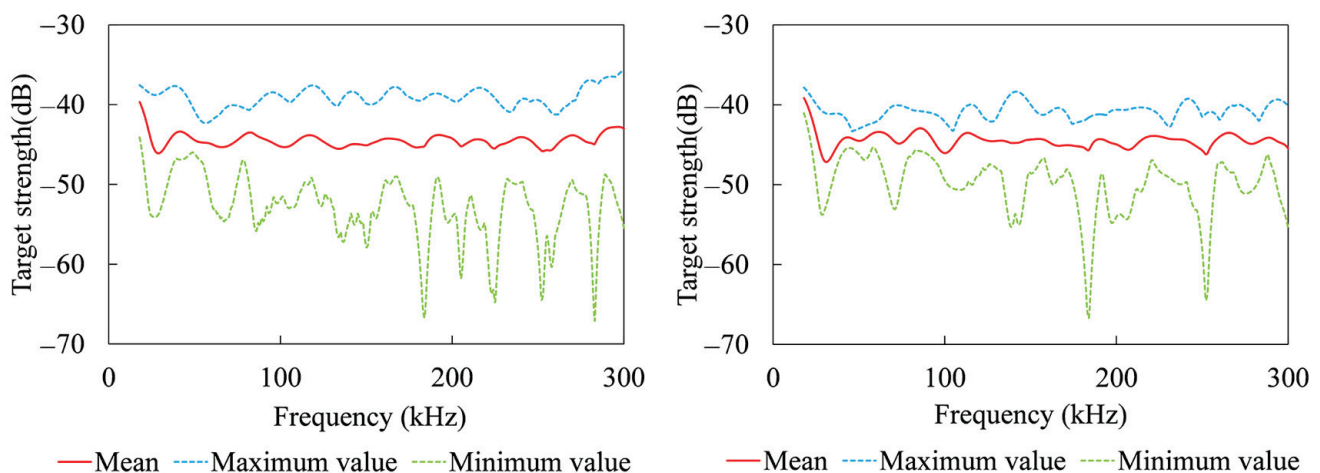 –30
–40
–50
–60
–70
Target strength(dB)
0
100
200
300
Frequency (kHz)
Mean
Maximum value
Minimum value
–30
–40
–50
–60
–70
Target strength(dB)
0
100
200
300
Frequency (kHz)
Mean
Maximum value
Minimum value